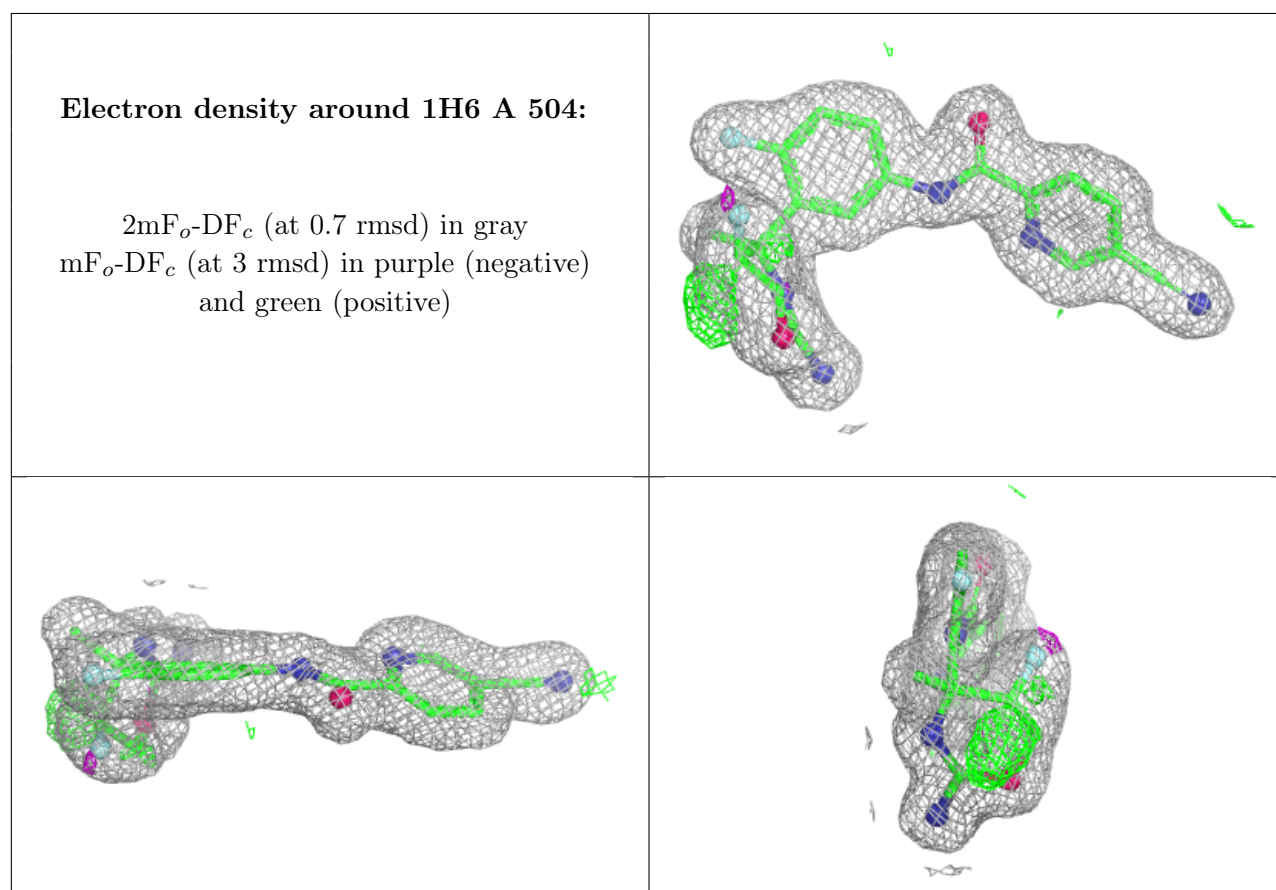 Electron density around 1H6 A 504:
2mFo-DFc (at 0.7 rmsd) in gray
mFo-DFc (at 3 rmsd) in purple (negative)
and green (positive)